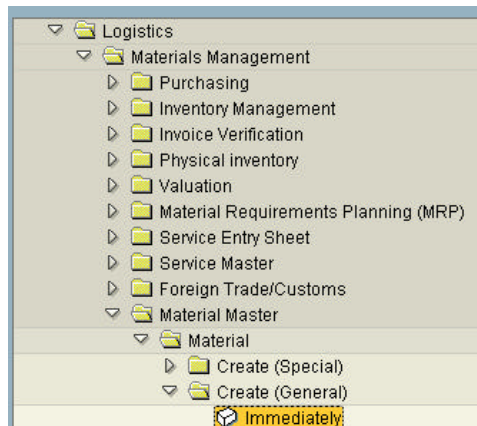 Logistics
Materials Management
Purchasing
Inventory Management
Invoice Verification
Physical inventory
Valuation
Material Requirements Planning (MRP)
Service Entry Sheet
Service Master
Foreign Trade/Customs
Material Master
Material
Create (Special)
Create (General)
Immediately